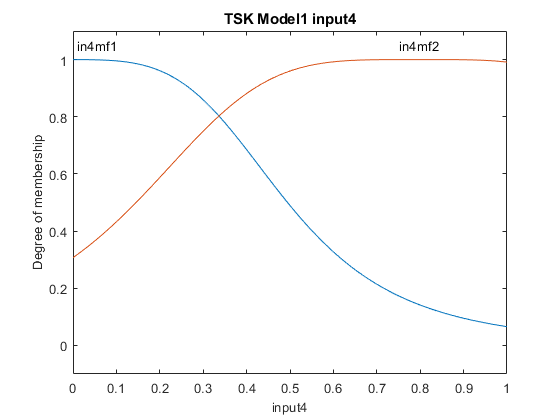 TSK Model1 input4
in4mf1 in4mf2
1
0.8
0.6
0.4
0.2
0
Degree of membership
0 0.1 0.2 0.3 0.4 0.5 0.6 0.7 0.8 0.9 1
input4